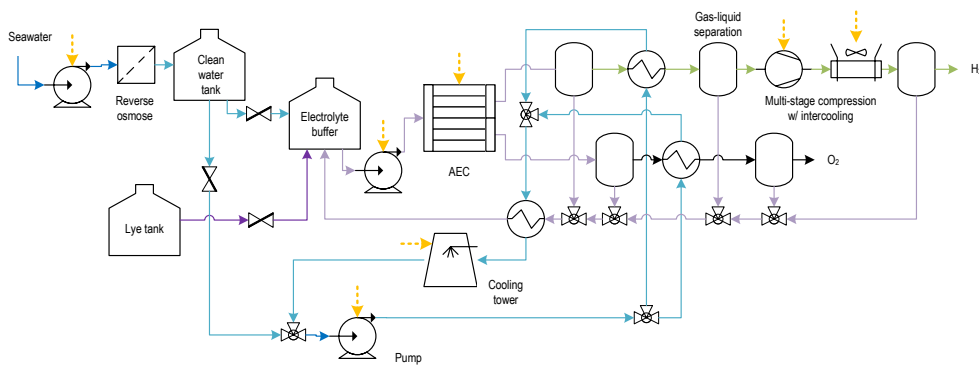 Seawater
Reverse
osmose
Clean
water
tank
Electrolyte
buffer
Lye tank
AEC
Gas-liquid
separation
Multi-stage compression
w/ intercooling
H
O2
Cooling
tower
Pump